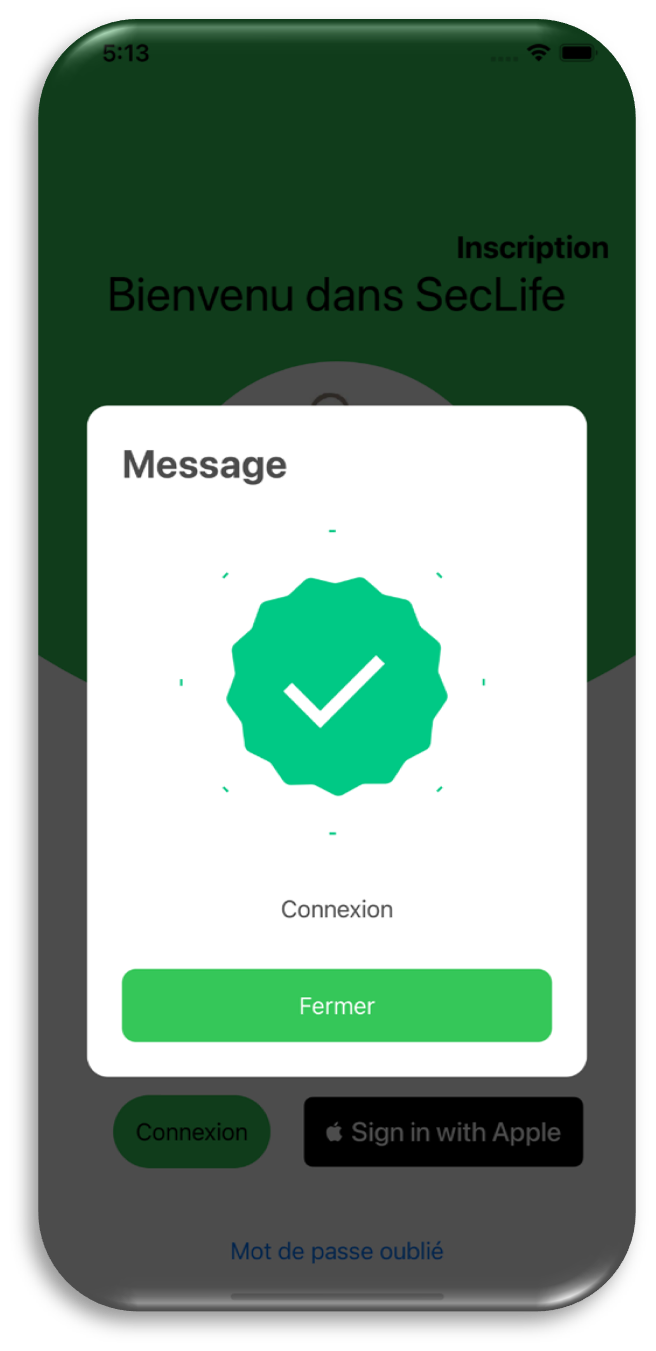 5:13
Inscription
Bienvenu dans SecLife
Message
Connexion
Fermer
Connexion
Sign in with Apple
Mot de passe oublié